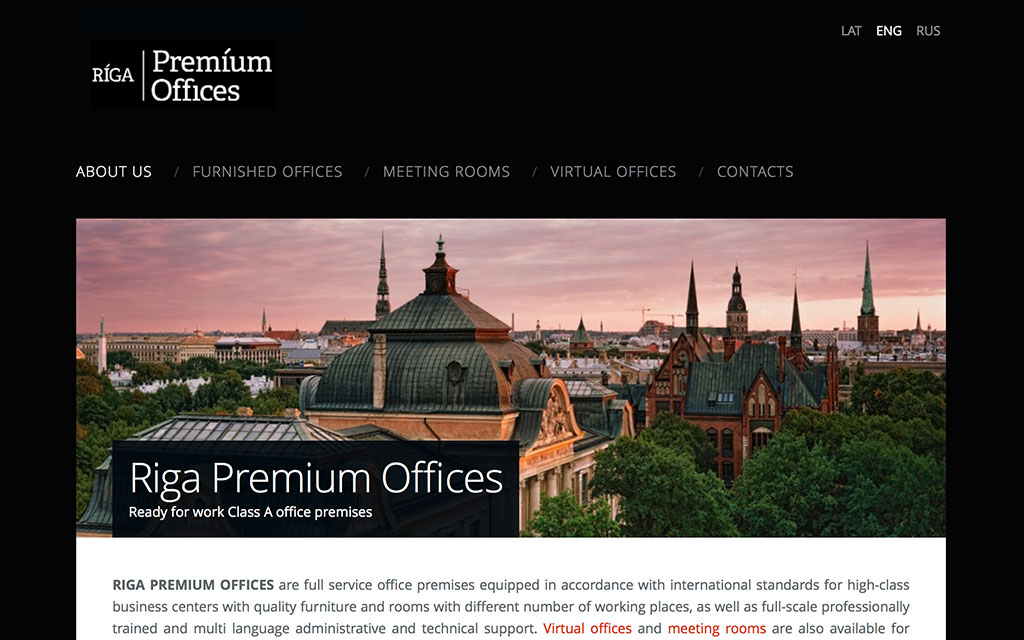 LAT ENG RUS
RÍGA Premíum
Offices
ABOUT US / FURNISHED OFFICES / MEETING ROOMS / VIRTUAL OFFICES / CONTACTS
Riga Premium Offices
Ready for work Class A office premises
RIGA PREMIUM OFFICES are full service office premises equipped in accordance with international standards for high-class
business centers with quality furniture and rooms with different number of working places, as well as full-scale professionally
trained and multi language administrative and technical support. Virtual offices and meeting rooms are also available for